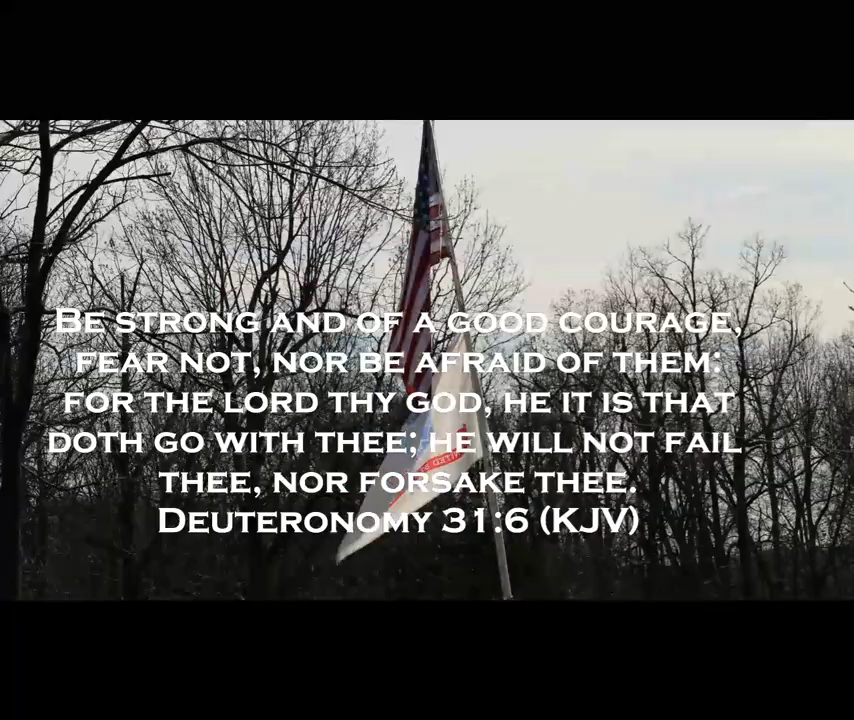 Be strong and of a good courage,
fear not, nor be afraid of them:
for the Lord thy God, he it is that
doth go with thee; he will not fail
thee, nor forsake thee.
Deuteronomy 31:6 (KJV)